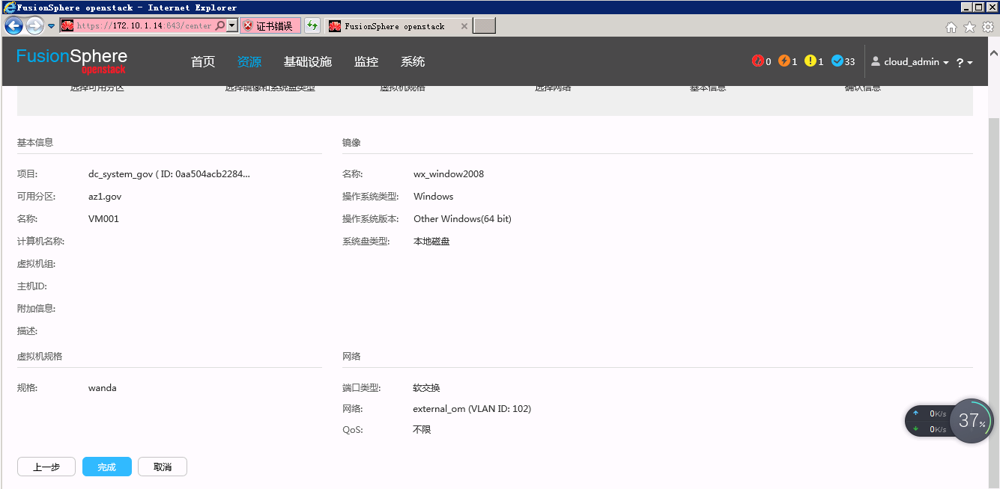 FusionSphere openstack - Internet Explorer
https://172.10.1.14:643/center 证书错误 FusionSphere openstack
FusionSphere openstack 首页 资源 基础设施 监控 系统 0 1 1 33 cloud_admin ?
选择可用分区 选择镜像和系统盘类型 虚拟机规格 选择网络 基本信息 确认信息
基本信息
项目: dc_system_gov ( ID: 0aa504acb2284...
可用分区: az1.gov
名称: VM001
计算机名称:
虚拟机组:
主机ID:
附加信息:
描述:
镜像
名称: wx_window2008
操作系统类型: Windows
操作系统版本: Other Windows(64 bit)
系统盘类型: 本地磁盘
虚拟机规格
规格: wanda
网络
端口类型: 软交换
网络: external_om (VLAN ID: 102)
QoS: 不限
0K/s
0K/s
37%
上一步 完成 取消